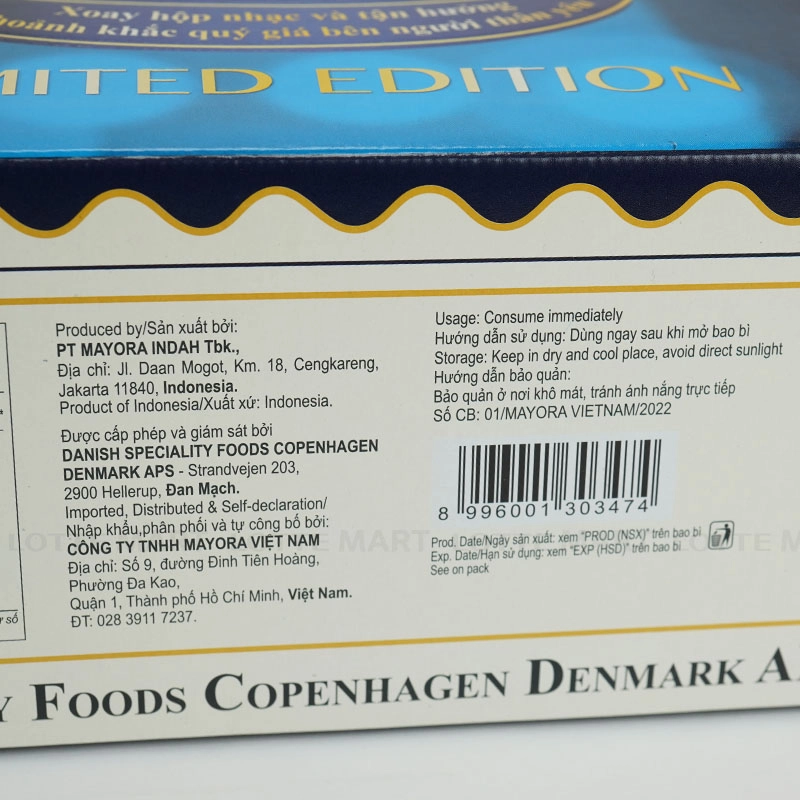 Xoay hộp nhạc và tận hưởng
khoảnh khắc quý giá bên người thân yêu
LIMITED EDITION
Produced by/Sản xuất bởi:
PT MAYORA INDAH Tbk.,
Địa chỉ: Jl. Daan Mogot, Km. 18, Cengkareng,
Jakarta 11840, Indonesia.
Product of Indonesia/Xuất xứ: Indonesia.
Được cấp phép và giám sát bởi
DANISH SPECIALITY FOODS COPENHAGEN
DENMARK APS - Strandvejen 203,
2900 Hellerup, Đan Mạch.
Imported, Distributed & Self-declaration/
Nhập khẩu,phân phối và tự công bố bởi:
CÔNG TY TNHH MAYORA VIỆT NAM
Địa chỉ: Số 9, đường Đinh Tiên Hoàng,
Phường Đa Kao,
Quận 1, Thành phố Hồ Chí Minh, Việt Nam.
ĐT: 028 3911 7237.
Usage: Consume immediately
Hướng dẫn sử dụng: Dùng ngay sau khi mở bao bì
Storage: Keep in dry and cool place, avoid direct sunlight
Hướng dẫn bảo quản:
Bảo quản ở nơi khô mát, tránh ánh nắng trực tiếp
Số CB: 01/MAYORA VIETNAM/2022
8 996001 303474
Prod. Date/Ngày sản xuất: xem "PROD (NSX)" trên bao bì
Exp. Date/Hạn sử dụng: xem "EXP (HSD)" trên bao bì
See on pack
số
LOTTE MART
Y FOODS COPENHAGEN DENMARK A